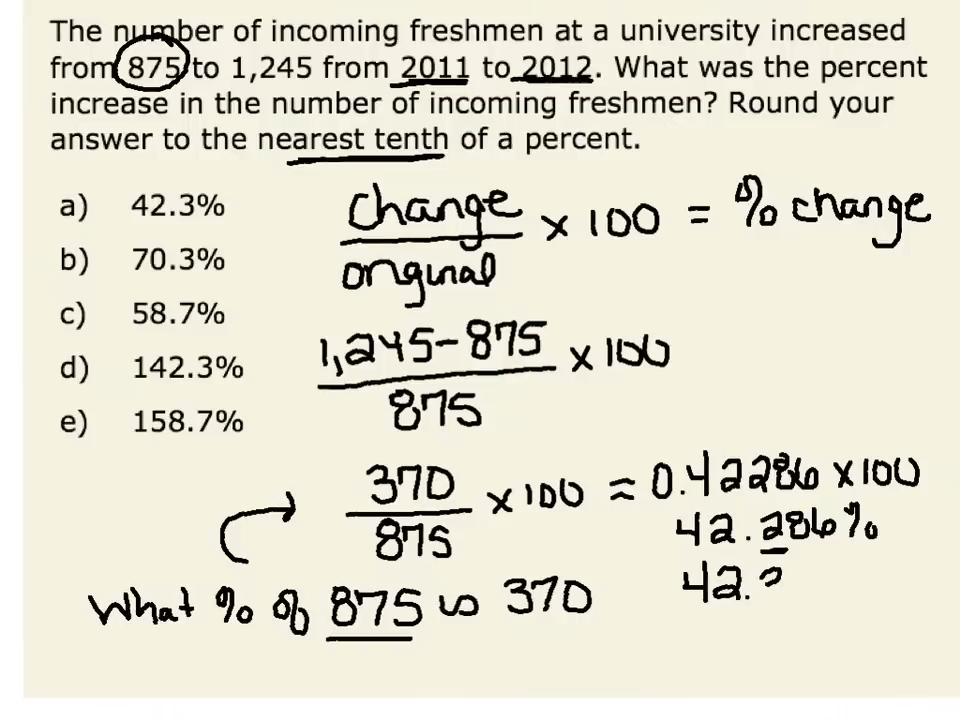 The number of incoming freshmen at a university increased
from 875 to 1,245 from 2011 to 2012. What was the percent
increase in the number of incoming freshmen? Round your
answer to the nearest tenth of a percent.
a) 42.3%
b) 70.3%
c) 58.7%
d) 142.3%
e) 158.7%
change
original × 100 = % change
1,245-875
875 × 100
370
875 × 100 ≈ 0.42286 × 100
42.286%
42.
What % of 875 is 370